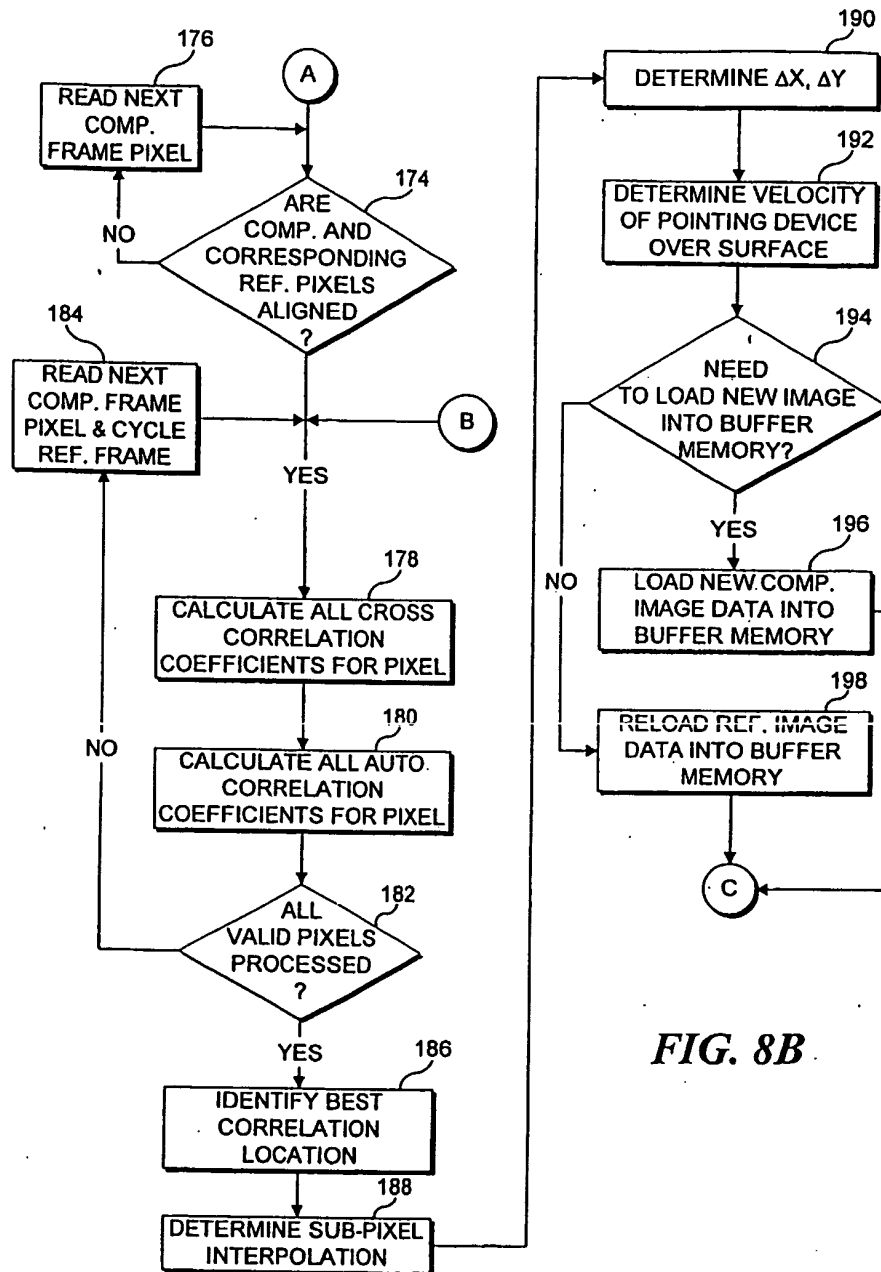 176
A
READ NEXT
COMP.
FRAME PIXEL
174
ARE
COMP. AND
CORRESPONDING
REF. PIXELS
ALIGNED
?
NO
184
READ NEXT
COMP. FRAME
PIXEL & CYCLE
REF. FRAME
B
YES
178
CALCULATE ALL CROSS
CORRELATION
COEFFICIENTS FOR PIXEL
NO
180
CALCULATE ALL AUTO
CORRELATION
COEFFICIENTS FOR PIXEL
182
ALL
VALID PIXELS
PROCESSED
?
YES
186
IDENTIFY BEST
CORRELATION
LOCATION
188
DETERMINE SUB-PIXEL
INTERPOLATION
190
DETERMINE ΔX, ΔY
192
DETERMINE VELOCITY
OF POINTING DEVICE
OVER SURFACE
194
NEED
TO LOAD NEW IMAGE
INTO BUFFER
MEMORY?
YES
NO
196
LOAD NEW COMP.
IMAGE DATA INTO
BUFFER MEMORY
198
RELOAD REF. IMAGE
DATA INTO BUFFER
MEMORY
C
FIG. 8B